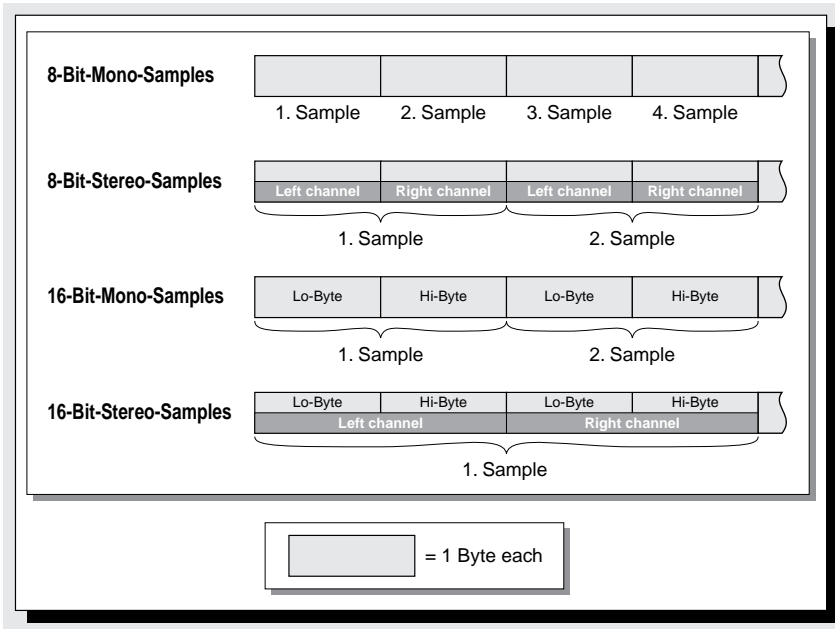 8-Bit-Mono-Samples
1. Sample 2. Sample 3. Sample 4. Sample
8-Bit-Stereo-Samples
Left channel Right channel Left channel Right channel
1. Sample 2. Sample
16-Bit-Mono-Samples
Lo-Byte Hi-Byte Lo-Byte Hi-Byte
1. Sample 2. Sample
16-Bit-Stereo-Samples
Lo-Byte Hi-Byte Lo-Byte Hi-Byte
Left channel Right channel
1. Sample
= 1 Byte each